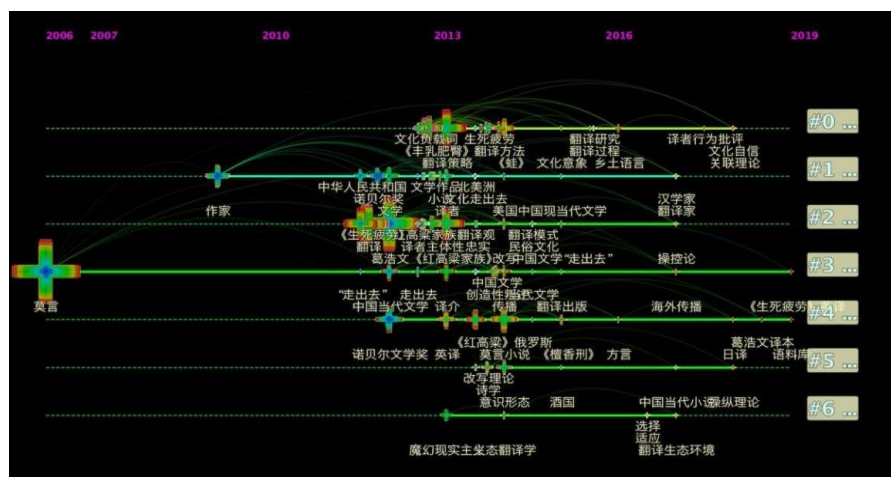 2006 2007 2010 2013 2016 2019
#0 ...
文化负载词 生死疲劳 翻译研究 译者行为批评
《丰乳肥臀》 翻译方法 翻译过程 文化自信
翻译策略 《蛙》 文化意象 乡土语言 关联理论
#1 ...
中华人民共和国 文学作品 北美洲
诺贝尔奖 小说 文化走出去 汉学家
作家 文学 译者 美国 中国现当代文学 翻译家
#2 ...
《生死疲劳》 红高粱家族 翻译观 翻译模式
翻译 译者主体性 忠实 民俗文化
葛浩文 《红高粱家族》 改写 中国文学“走出去” 操控论
#3 ...
中国文学
“走出去” 走出去 创造性 当代文学
莫言 中国当代文学 译介 传播 翻译出版 海外传播 《生死疲劳》
#4 ...
《红高粱》 俄罗斯 葛浩文译本
诺贝尔文学奖 英译 莫言小说 《檀香刑》 方言 日译 语料库
#5 ...
改写理论
诗学
意识形态 酒国 中国当代小说 操纵理论
#6 ...
选择
适应
魔幻现实主义 生态翻译学 翻译生态环境